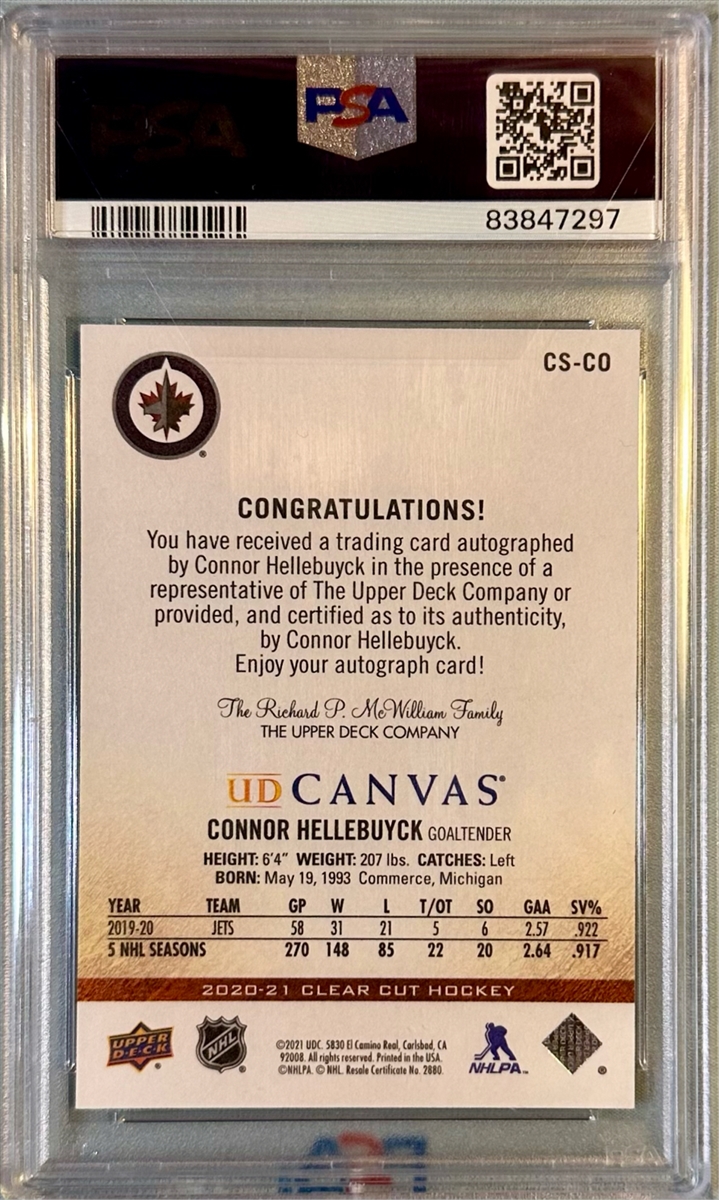 PSA
83847297
CS-CO
CONGRATULATIONS!
You have received a trading card autographed
by Connor Hellebuyck in the presence of a
representative of The Upper Deck Company or
provided, and certified as to its authenticity,
by Connor Hellebuyck.
Enjoy your autograph card!
The Richard P. McWilliam Family
THE UPPER DECK COMPANY
UD CANVAS®
CONNOR HELLEBUYCK GOALTENDER
HEIGHT: 6'4" WEIGHT: 207 lbs. CATCHES: Left
BORN: May 19, 1993 Commerce, Michigan
YEAR TEAM GP W L T/OT SO GAA SV%
2019-20 JETS 58 31 21 5 6 2.57 .922
5 NHL SEASONS 270 148 85 22 20 2.64 .917
2020-21 CLEAR CUT HOCKEY
UPPER DECK
NHL
©2021 UDC. 5830 El Camino Real, Carlsbad, CA
92008. All rights reserved. Printed in the USA.
©NHLPA. © NHL. Resale Certificate No. 2880.
NHLPA™